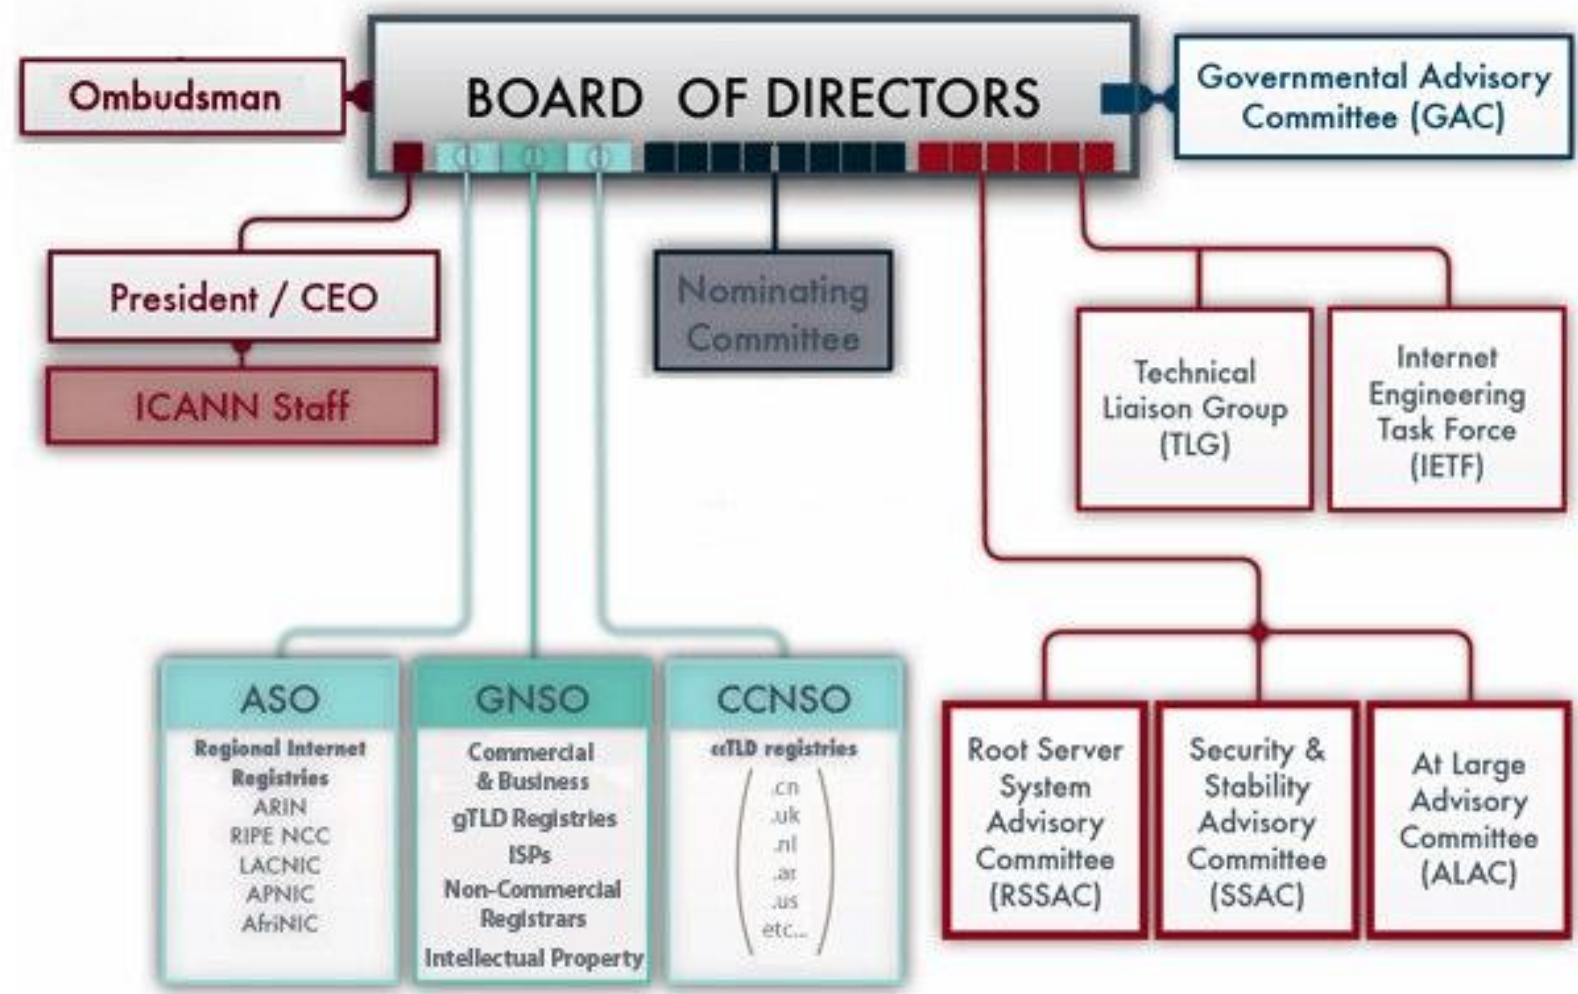 BOARD OF DIRECTORS
Ombudsman
Governmental Advisory
Committee (GAC)
President / CEO
ICANN Staff
Nominating
Committee
Technical
Liaison Group
(TLG)
Internet
Engineering
Task Force
(IETF)
ASO
Regional Internet
Registries
ARIN
RIPE NCC
LACNIC
APNIC
AfriNIC
GNSO
Commercial
& Business
gTLD Registries
ISPs
Non-Commercial
Registrars
Intellectual Property
CCNSO
ccTLD registries
.cn
.uk
.nl
.ar
.us
etc...
Root Server
System
Advisory
Committee
(RSSAC)
Security &
Stability
Advisory
Committee
(SSAC)
At Large
Advisory
Committee
(ALAC)